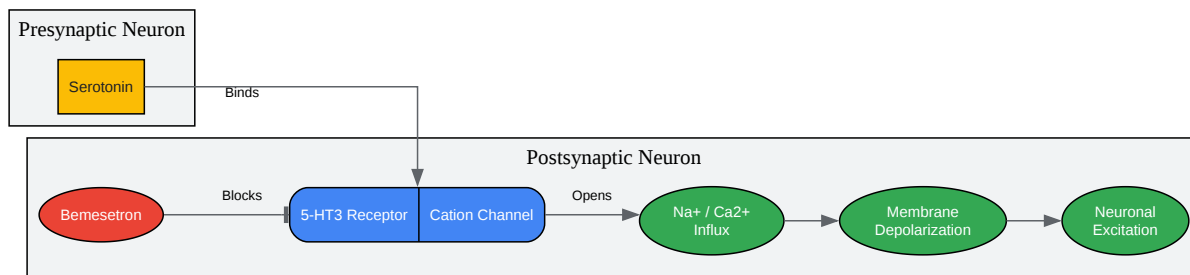 Presynaptic Neuron
Serotonin
Binds
Postsynaptic Neuron
Bemesetron
Blocks
5-HT3 Receptor
Cation Channel
Opens
Na+ / Ca2+
Influx
Membrane
Depolarization
Neuronal
Excitation